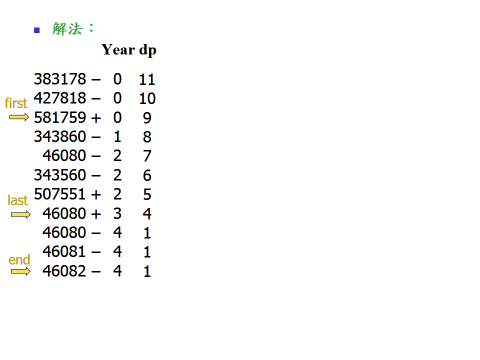 解法：
Year dp
383178 – 0 11
427818 – 0 10
first 581759 + 0 9
343860 – 1 8
46080 – 2 7
343560 – 2 6
507551 + 2 5
last 46080 + 3 4
46080 – 4 1
46081 – 4 1
end 46082 – 4 1